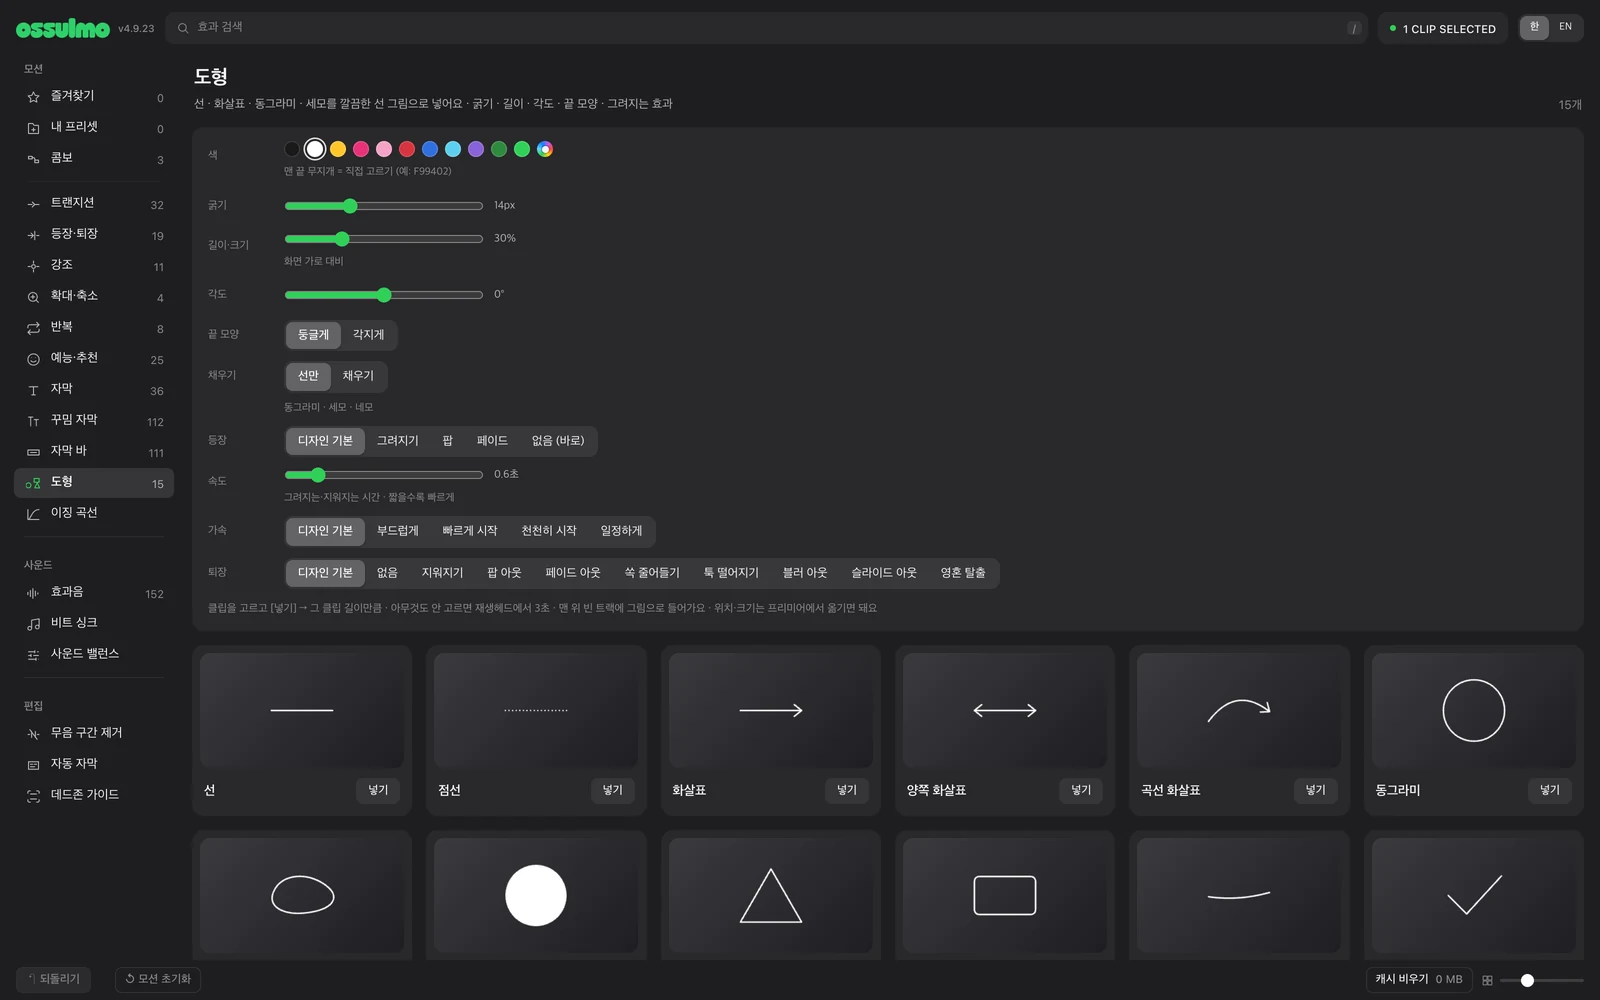 ossulmo v4.9.23
효과 검색 /
1 CLIP SELECTED
한 EN
모션
즐겨찾기 0
내 프리셋 0
콤보 3
트랜지션 32
등장·퇴장 19
강조 11
확대·축소 4
반복 8
예능·추천 25
자막 36
꾸밈 자막 112
자막 바 111
도형 15
이징 곡선
사운드
효과음 152
비트 싱크
사운드 밸런스
편집
무음 구간 제거
자동 자막
데드존 가이드
도형
선 · 화살표 · 동그라미 · 세모를 깔끔한 선 그림으로 넣어요 · 굵기 · 길이 · 각도 · 끝 모양 · 그려지는 효과
15개
색
맨 끝 무지개 = 직접 고르기 (예: F99402)
굵기 14px
길이·크기 30%
화면 가로 대비
각도 0°
끝 모양 둥글게 각지게
채우기 선만 채우기
동그라미 · 세모 · 네모
등장 디자인 기본 그려지기 팝 페이드 없음 (바로)
속도 0.6초
그려지는·지워지는 시간 · 짧을수록 빠르게
가속 디자인 기본 부드럽게 빠르게 시작 천천히 시작 일정하게
퇴장 디자인 기본 없음 지워지기 팝 아웃 페이드 아웃 쏙 줄어들기 툭 떨어지기 블러 아웃 슬라이드 아웃 영혼 탈출
클립을 고르고 [넣기] → 그 클립 길이만큼 · 아무것도 안 고르면 재생헤드에서 3초 · 맨 위 빈 트랙에 그림으로 들어가요 · 위치·크기는 프리미어에서 옮기면 돼요
선 넣기
점선 넣기
화살표 넣기
양쪽 화살표 넣기
곡선 화살표 넣기
동그라미 넣기
되돌리기
모션 초기화
캐시 비우기 0 MB